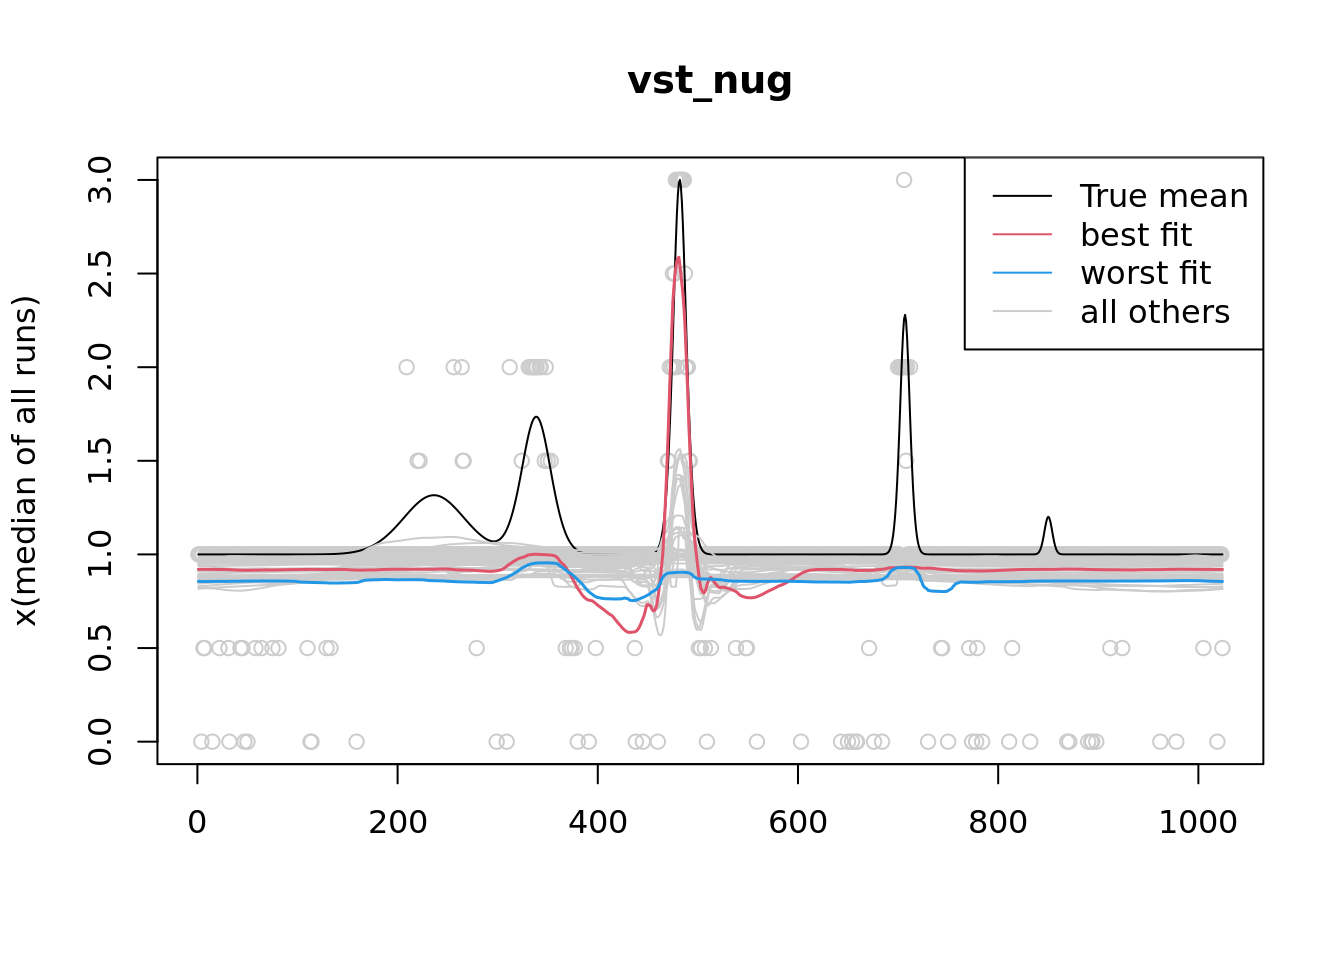 vst_nug
x(median of all runs)
3.0
2.5
2.0
1.5
1.0
0.5
0.0
True mean
best fit
worst fit
all others
0 200 400 600 800 1000